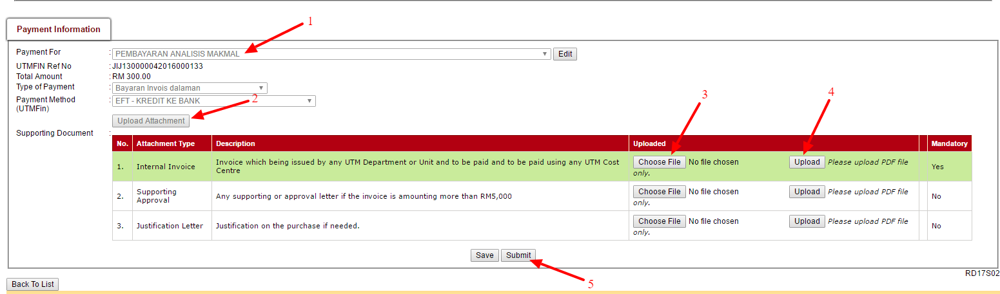 1
Payment Information
Payment For : PEMBAYARAN ANALISIS MAKMAL Edit
UTMFIN Ref No : JIJ130000042016000133
Total Amount : RM 300.00
Type of Payment : Bayaran Invois dalaman
Payment Method : EFT - KREDIT KE BANK
(UTMFin)
2
3
4
Upload Attachment
Supporting Document :
No. Attachment Type Description Uploaded Mandatory
1. Internal Invoice Invoice which being issued by any UTM Department or Unit and to be paid and to be paid using any UTM Cost Choose File No file chosen Upload Please upload PDF file Yes
Centre only.
2. Supporting Any supporting or approval letter if the invoice is amounting more than RM5,000 Choose File No file chosen Upload Please upload PDF file No
Approval only.
3. Justification Letter Justification on the purchase if needed. Choose File No file chosen Upload Please upload PDF file No
only.
Save Submit
RD17S02
5
Back To List